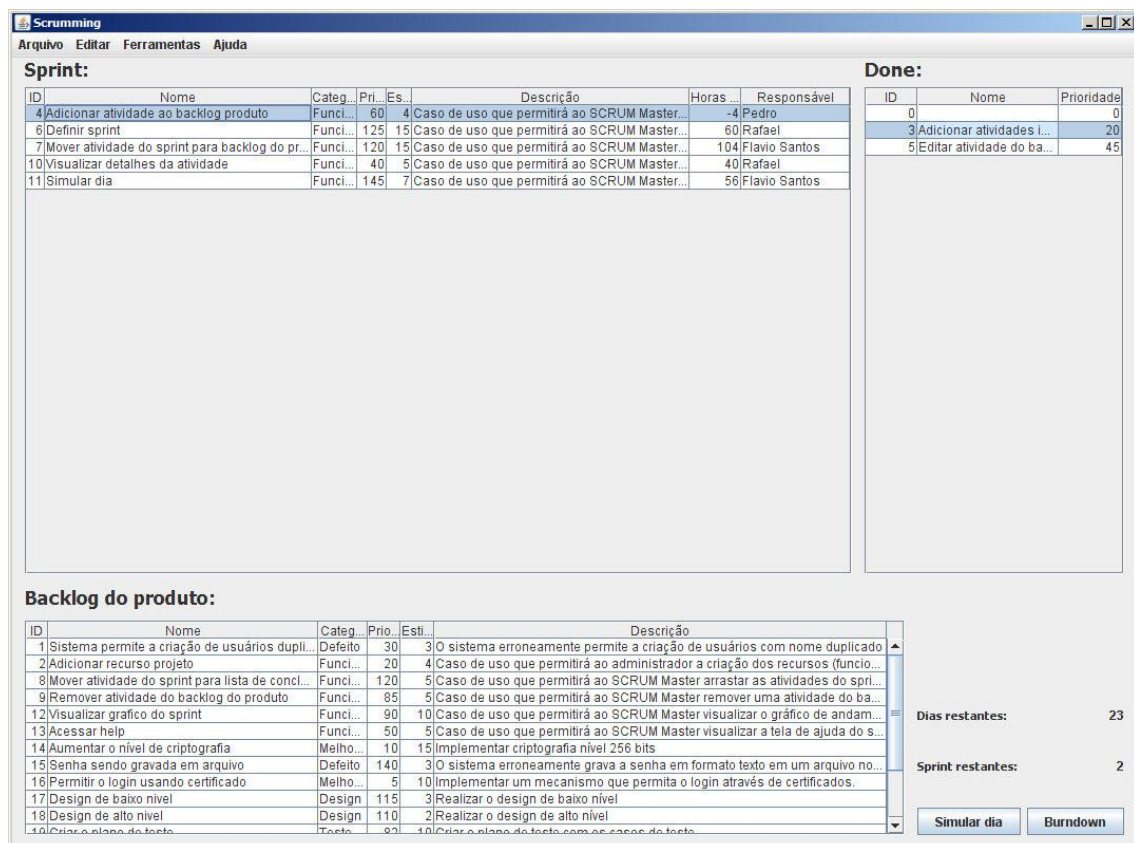 Scrumming
Arquivo Editar Ferramentas Ajuda
Sprint:
ID Nome Categ... Pri... Es... Descrição Horas ... Responsável
4 Adicionar atividade ao backlog produto Funci... 60 4 Caso de uso que permitirá ao SCRUM Master... -4 Pedro
6 Definir sprint Funci... 125 15 Caso de uso que permitirá ao SCRUM Master... 60 Rafael
7 Mover atividade do sprint para backlog do pr... Funci... 120 15 Caso de uso que permitirá ao SCRUM Master... 104 Flavio Santos
10 Visualizar detalhes da atividade Funci... 40 5 Caso de uso que permitirá ao SCRUM Master... 40 Rafael
11 Simular dia Funci... 145 7 Caso de uso que permitirá ao SCRUM Master... 56 Flavio Santos
Done:
ID Nome Prioridade
0 0
3 Adicionar atividades i... 20
5 Editar atividade do ba... 45
Backlog do produto:
ID Nome Categ... Prio... Esti... Descrição
1 Sistema permite a criação de usuários dupli... Defeito 30 3 O sistema erroneamente permite a criação de usuários com nome duplicado
2 Adicionar recurso projeto Funci... 20 4 Caso de uso que permitirá ao administrador a criação dos recursos (funcio...
8 Mover atividade do sprint para lista de concl... Funci... 120 5 Caso de uso que permitirá ao SCRUM Master arrastar as atividades do spri...
9 Remover atividade do backlog do produto Funci... 85 5 Caso de uso que permitirá ao SCRUM Master remover uma atividade do ba...
12 Visualizar grafico do sprint Funci... 90 10 Caso de uso que permitirá ao SCRUM Master visualizar o gráfico de andam...
13 Acessar help Funci... 50 5 Caso de uso que permitirá ao SCRUM Master visualizar a tela de ajuda do s...
14 Aumentar o nível de criptografia Melho... 10 15 Implementar criptografia nível 256 bits
15 Senha sendo gravada em arquivo Defeito 140 3 O sistema erroneamente grava a senha em formato texto em um arquivo no...
16 Permitir o login usando certificado Melho... 5 10 Implementar um mecanismo que permita o login através de certificados.
17 Design de baixo nivel Design 115 3 Realizar o design de baixo nível
18 Design de alto nivel Design 110 2 Realizar o design de alto nível
19 Criar o plano de teste Teste 82 10 Criar o plano de teste com os casos de teste
Dias restantes: 23
Sprint restantes: 2
Simular dia Burndown